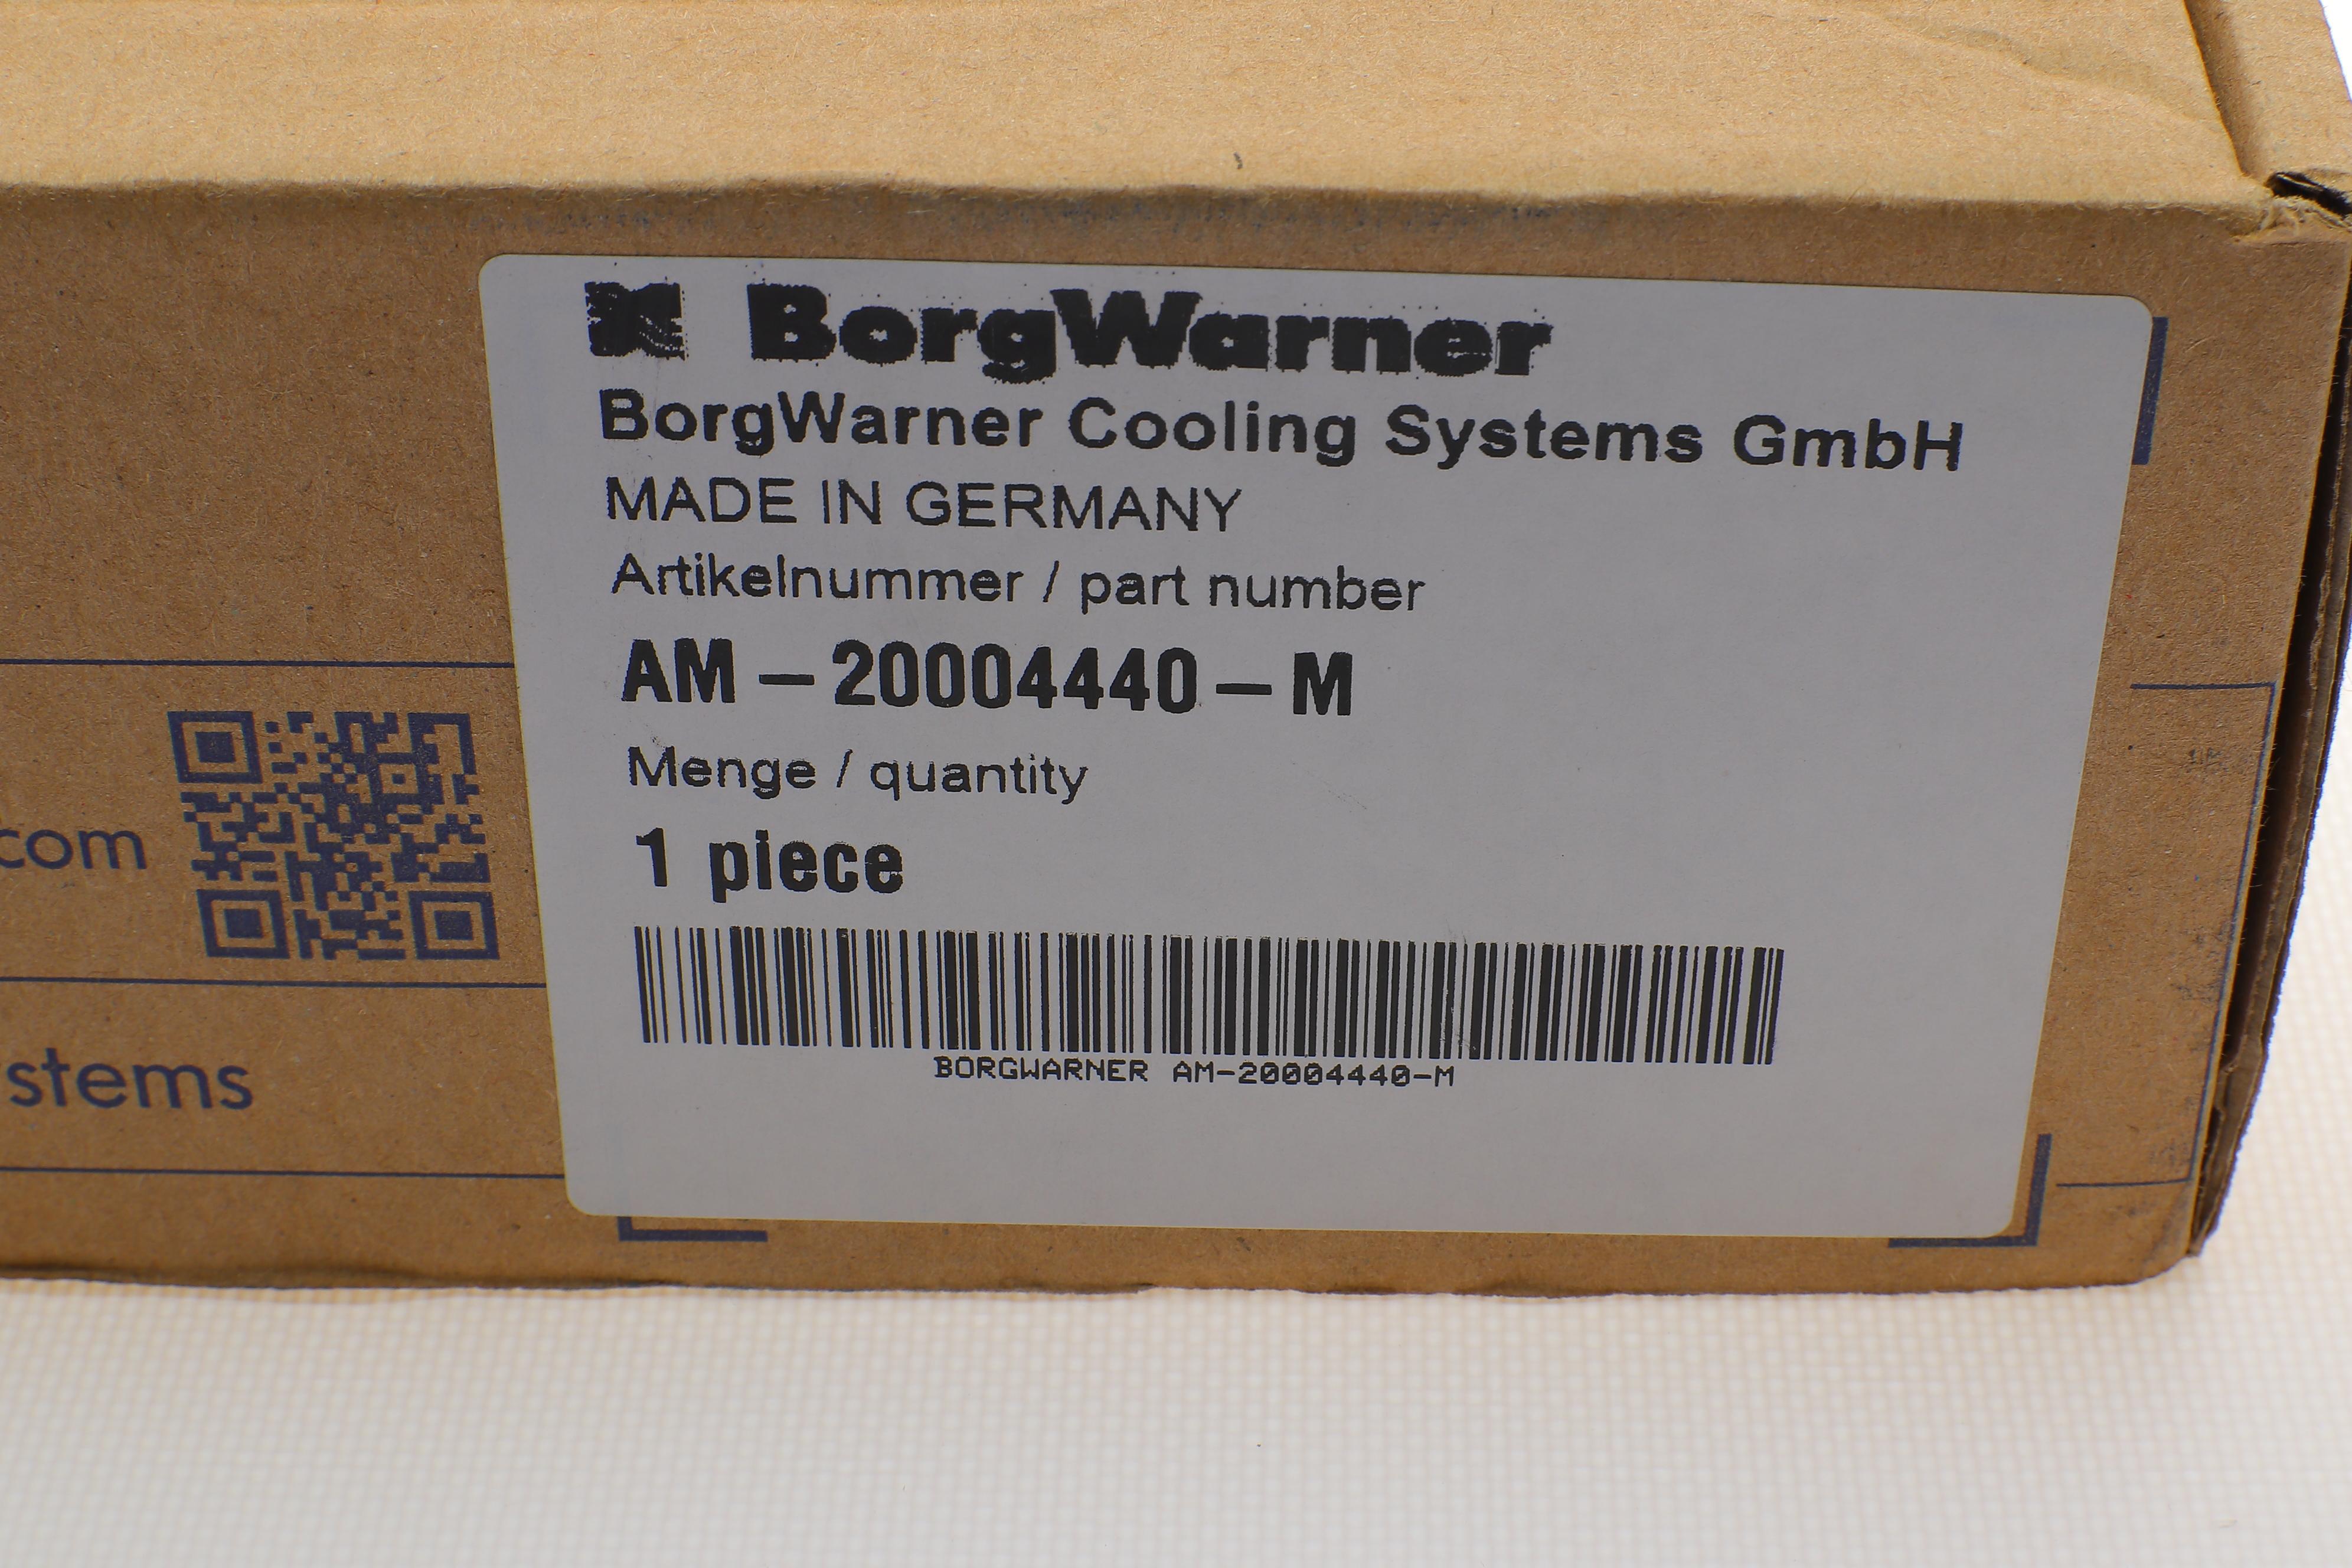 BorgWarner
BorgWarner Cooling Systems GmbH
MADE IN GERMANY
Artikelnummer / part number
AM – 20004440 – M
Menge / quantity
1 piece
BORGWARNER AM-20004440-M
com
stems